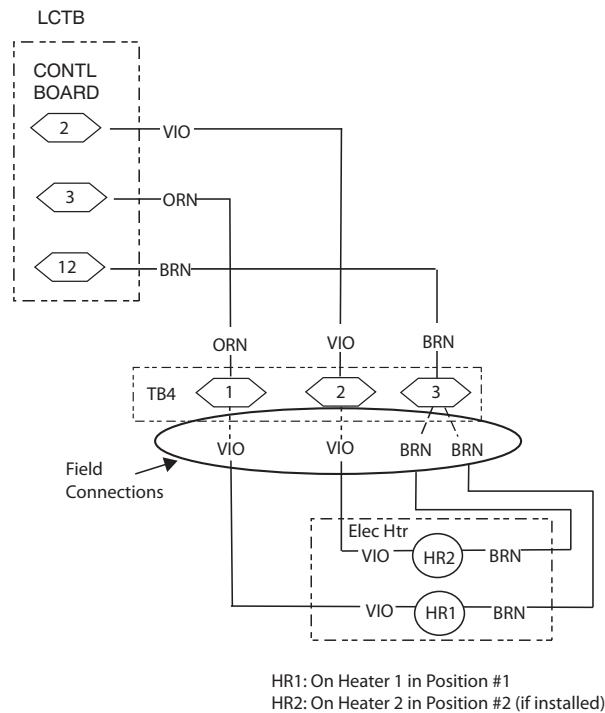 LCTB
CONTL
BOARD
2
VIO
3
ORN
12
BRN
ORN
VIO
BRN
TB4
1
2
3
VIO
VIO
BRN
BRN
Field
Connections
Elec Htr
VIO
HR2
BRN
VIO
HR1
BRN
HR1: On Heater 1 in Position #1
HR2: On Heater 2 in Position #2 (if installed)